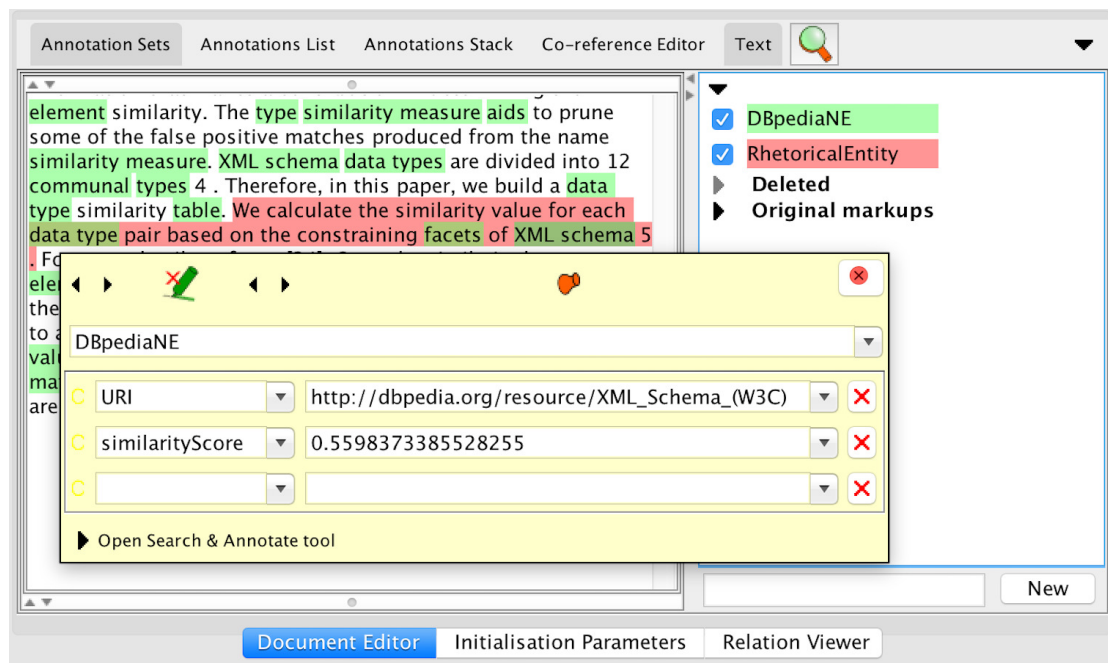 Annotation Sets Annotations List Annotations Stack Co-reference Editor Text
element similarity. The type similarity measure aids to prune
some of the false positive matches produced from the name
similarity measure. XML schema data types are divided into 12
communal types 4 . Therefore, in this paper, we build a data
type similarity table. We calculate the similarity value for each
data type pair based on the constraining facets of XML schema 5
.
the
to
are
DBpediaNE
RhetoricalEntity
Deleted
Original markups
DBpediaNE
C URI http://dbpedia.org/resource/XML_Schema_(W3C)
C similarityScore 0.5598373385528255
C
Open Search & Annotate tool
New
Document Editor Initialisation Parameters Relation Viewer